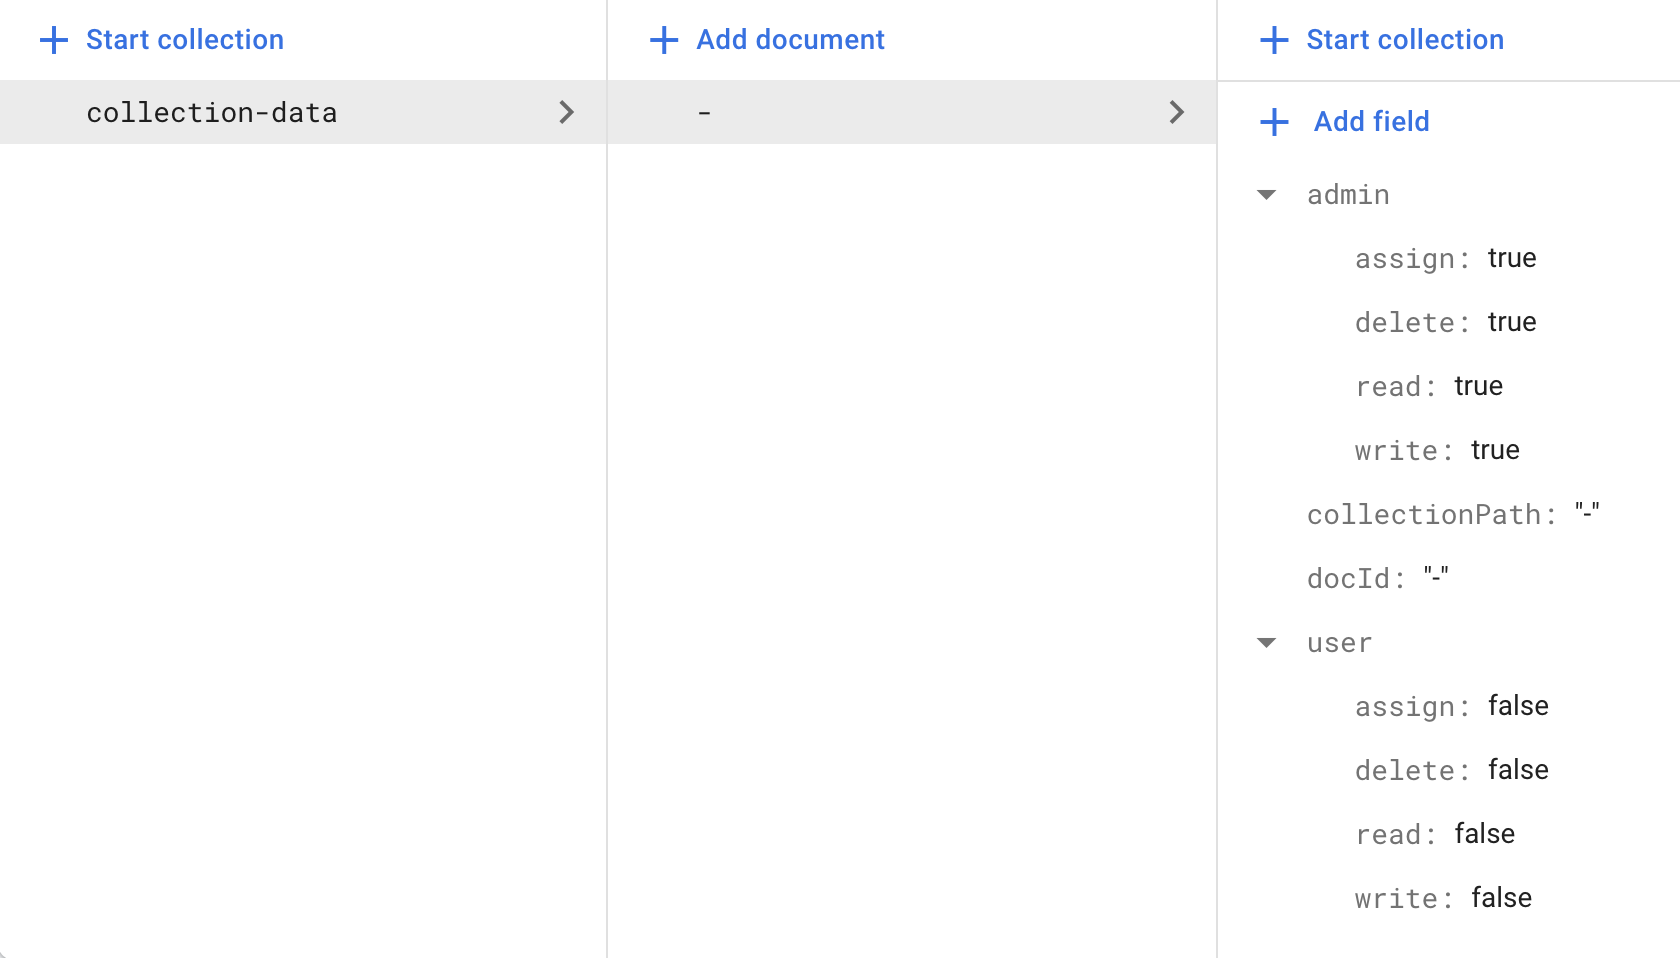 Start collection
collection-data
Add document
-
Start collection
Add field
admin
assign: true
delete: true
read: true
write: true
collectionPath: "-"
docId: "-"
user
assign: false
delete: false
read: false
write: false